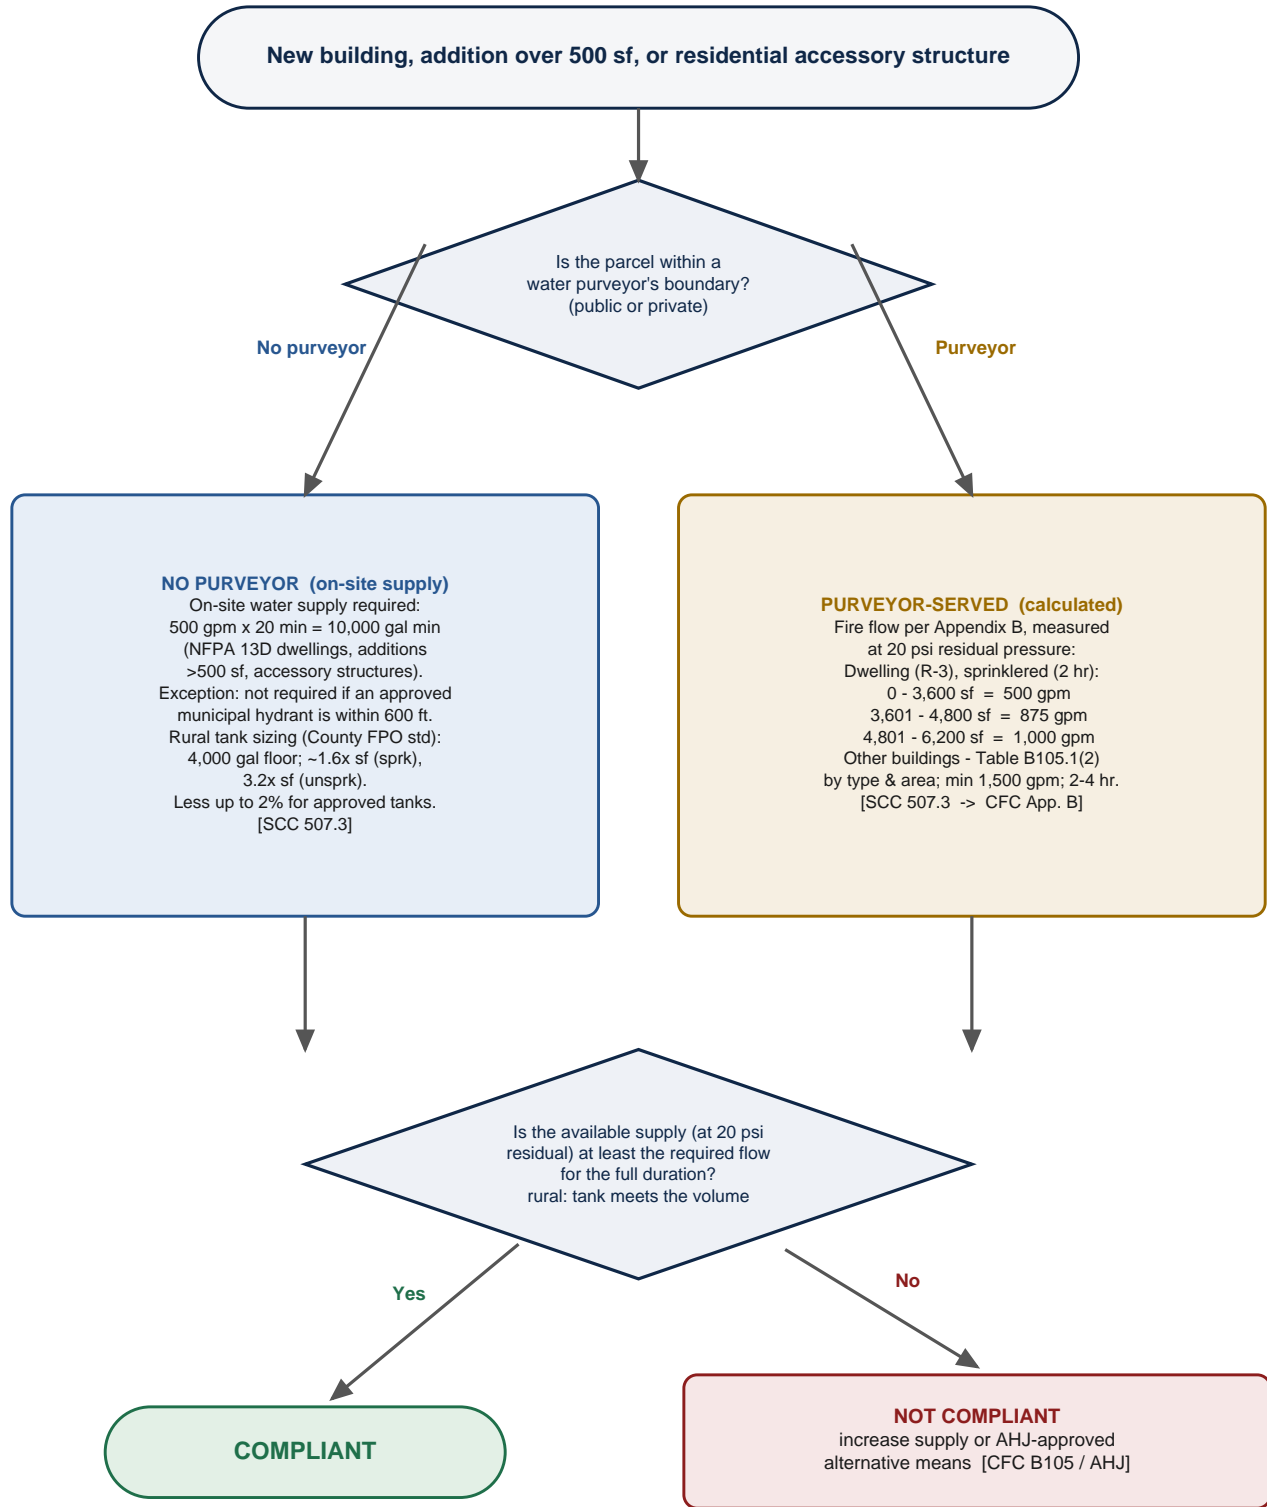 New building, addition over 500 sf, or residential accessory structure
Is the parcel within a
water purveyor's boundary?
(public or private)
No purveyor
Purveyor
NO PURVEYOR (on-site supply)
On-site water supply required:
500 gpm x 20 min = 10,000 gal min
(NFPA 13D dwellings, additions
>500 sf, accessory structures).
Exception: not required if an approved
municipal hydrant is within 600 ft.
Rural tank sizing (County FPO std):
4,000 gal floor; ~1.6x sf (sprk),
3.2x sf (unsprk).
Less up to 2% for approved tanks.
[SCC 507.3]
PURVEYOR-SERVED (calculated)
Fire flow per Appendix B, measured
at 20 psi residual pressure:
Dwelling (R-3), sprinklered (2 hr):
0 - 3,600 sf = 500 gpm
3,601 - 4,800 sf = 875 gpm
4,801 - 6,200 sf = 1,000 gpm
Other buildings - Table B105.1(2)
by type & area; min 1,500 gpm; 2-4 hr.
[SCC 507.3 -> CFC App. B]
Is the available supply (at 20 psi
residual) at least the required flow
for the full duration?
rural: tank meets the volume
Yes
No
COMPLIANT
NOT COMPLIANT
increase supply or AHJ-approved
alternative means [CFC B105 / AHJ]